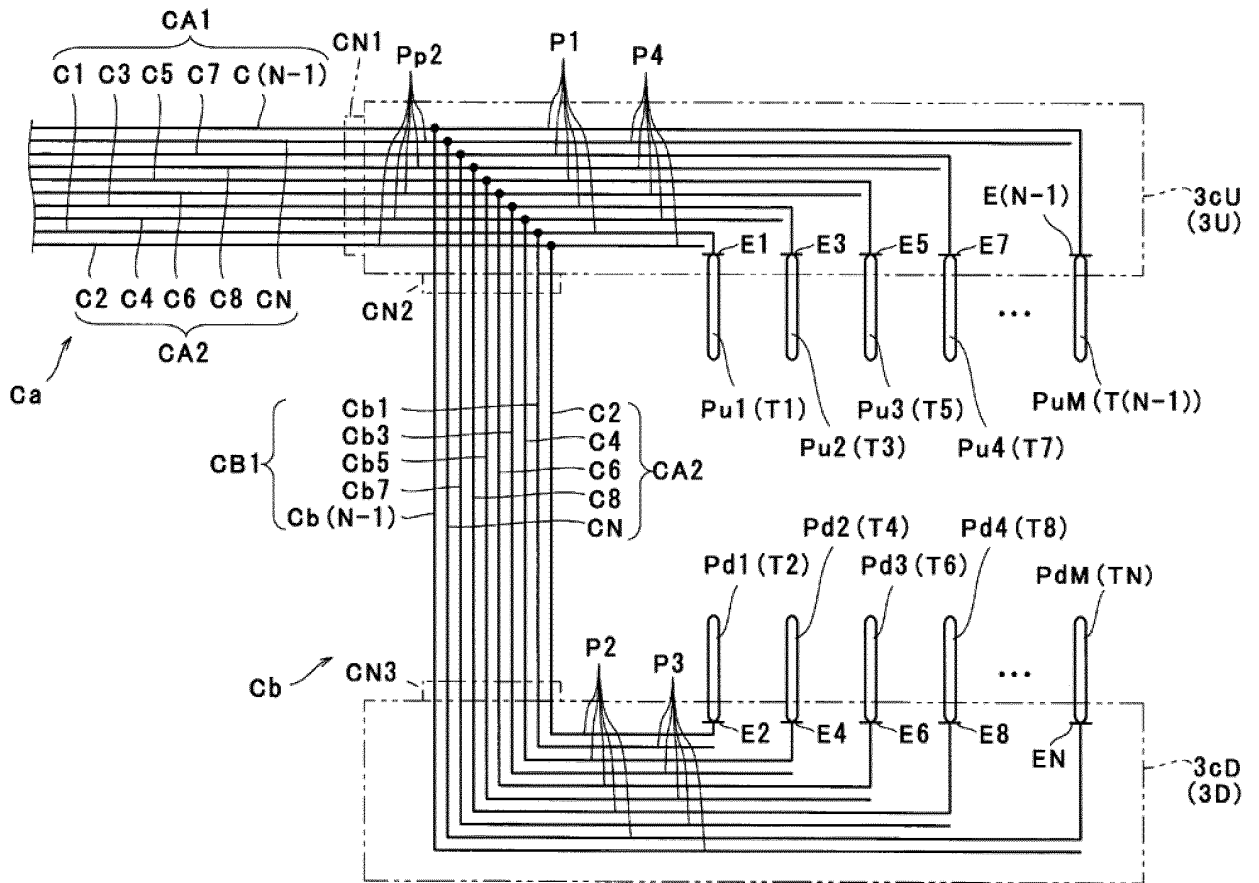 CA1
CN1
Pp2
P1
P4
C1 C3 C5 C7 C(N-1)
3cU
(3U)
E(N-1)
E1
E3
E5
E7
C2 C4 C6 C8 CN
CA2
CN2
...
Ca
Pu1(T1)
Pu3(T5)
PuM(T(N-1))
Pu2(T3)
Pu4(T7)
Cb1
Cb3
Cb5
Cb7
Cb(N-1)
CB1
C2
C4
C6
C8
CN
CA2
Pd2(T4)
Pd4(T8)
Pd1(T2)
Pd3(T6)
PdM(TN)
P2
P3
CN3
Cb
...
E2
E4
E6
E8
EN
3cD
(3D)